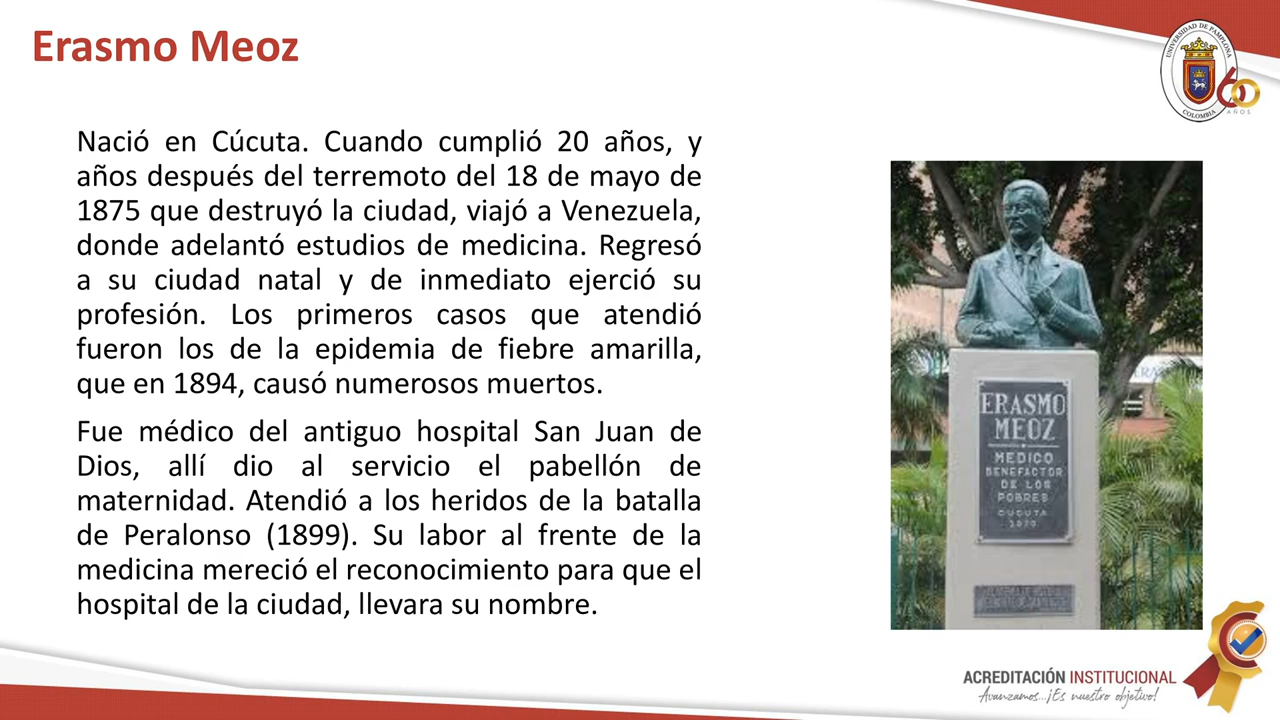 Erasmo Meoz
UNIVERSIDAD DE PAMPLONA
COLOMBIA
60
AÑOS
Nació en Cúcuta. Cuando cumplió 20 años, y
años después del terremoto del 18 de mayo de
1875 que destruyó la ciudad, viajó a Venezuela,
donde adelantó estudios de medicina. Regresó
a su ciudad natal y de inmediato ejerció su
profesión. Los primeros casos que atendió
fueron los de la epidemia de fiebre amarilla,
que en 1894, causó numerosos muertos.
Fue médico del antiguo hospital San Juan de
Dios, allí dio al servicio el pabellón de
maternidad. Atendió a los heridos de la batalla
de Peralonso (1899). Su labor al frente de la
medicina mereció el reconocimiento para que el
hospital de la ciudad, llevara su nombre.
ERASMO
MEOZ
MEDICO
BENEFACTOR
DE LOS
POBRES
CUCUTA
ACREDITACIÓN INSTITUCIONAL
Avanzamos...¡Es nuestro objetivo!